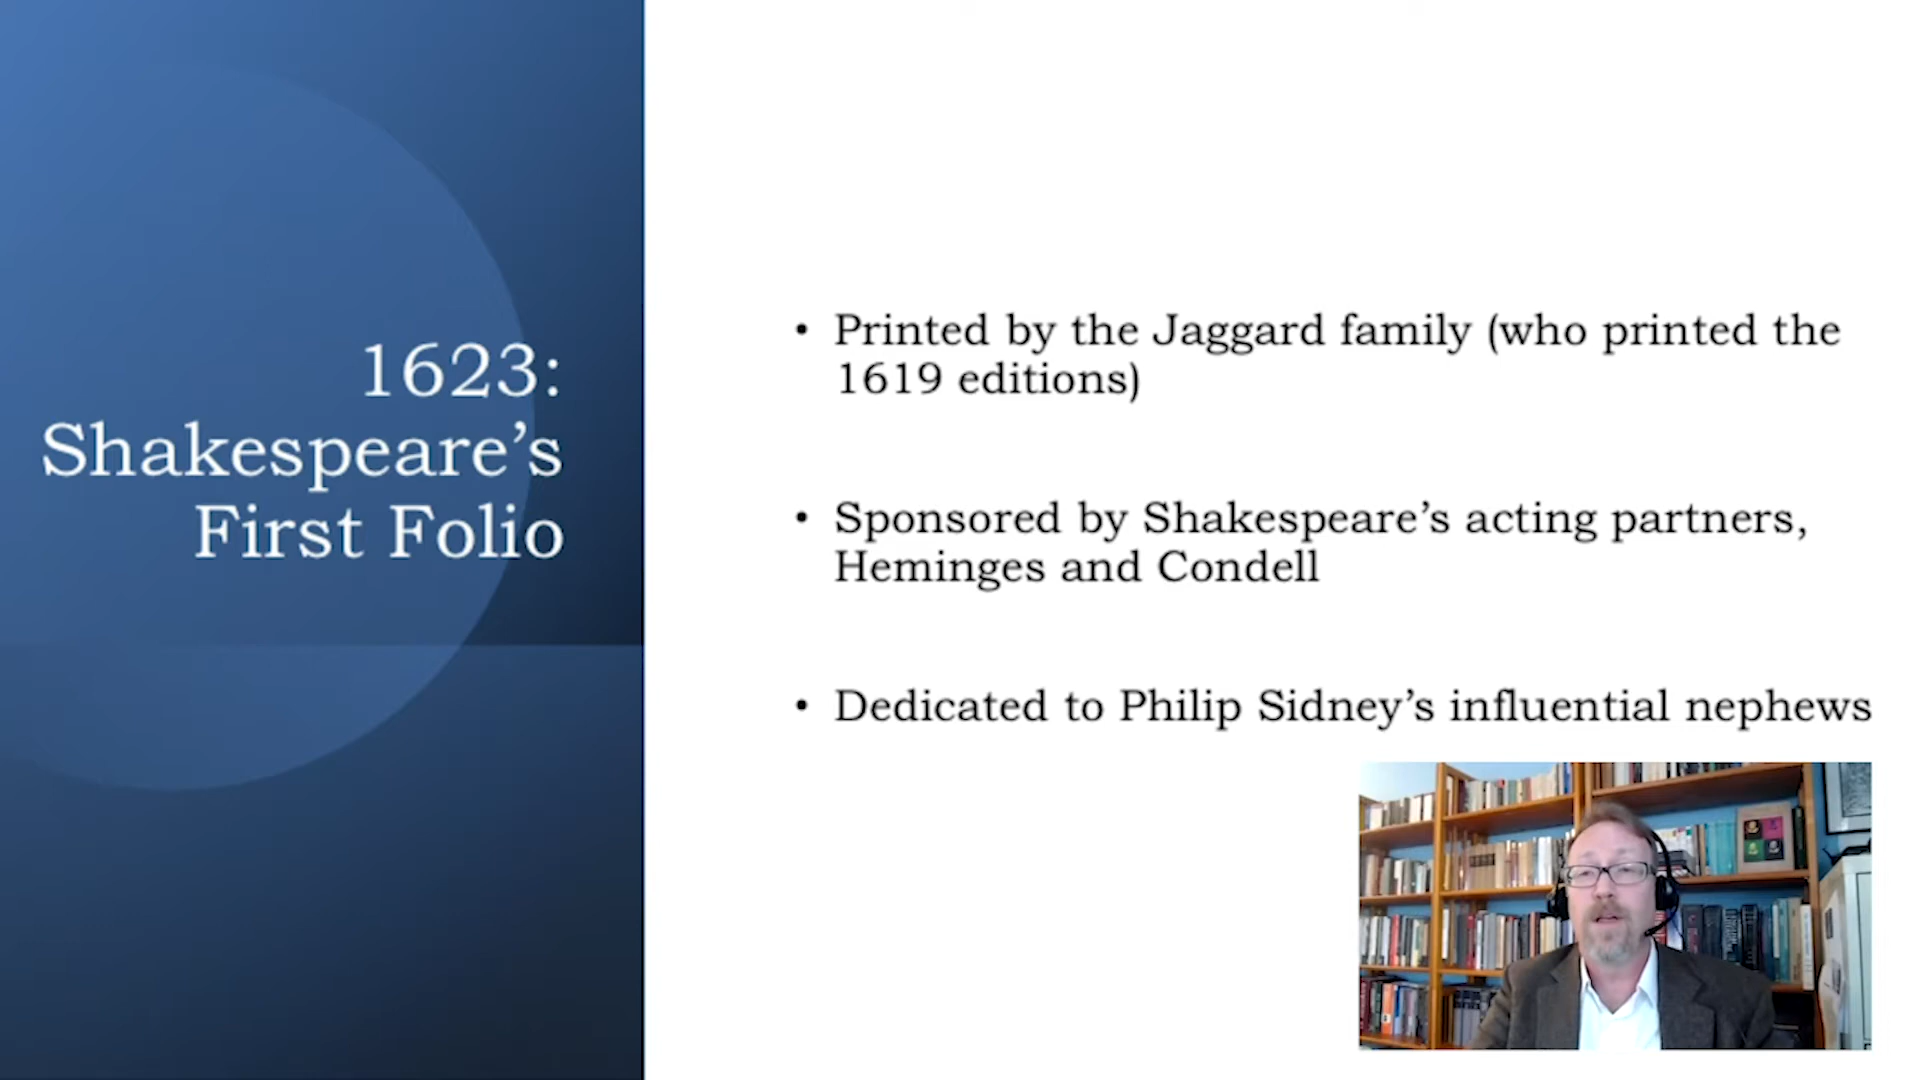 1623:
Shakespeare’s
First Folio
• Printed by the Jaggard family (who printed the
1619 editions)
• Sponsored by Shakespeare’s acting partners,
Heminges and Condell
• Dedicated to Philip Sidney’s influential nephews